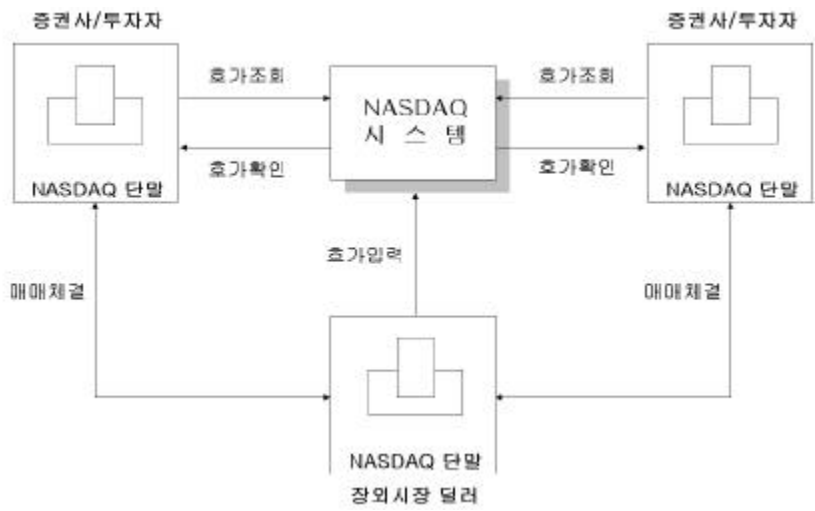 증권사/투자자
증권사/투자자
호가조회
호가조회
NASDAQ
시 스 템
호가확인
호가확인
NASDAQ 단말
NASDAQ 단말
호가입력
매매체결
매매체결
NASDAQ 단말
장외시장 딜러